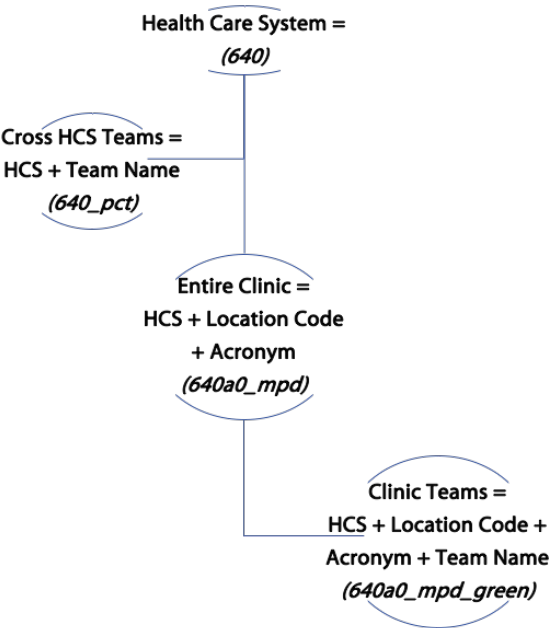 Health Care System =
(640)
Cross HCS Teams =
HCS + Team Name
(640_pct)
Entire Clinic =
HCS + Location Code
+ Acronym
(640a0_mpd)
Clinic Teams =
HCS + Location Code +
Acronym + Team Name
(640a0_mpd_green)